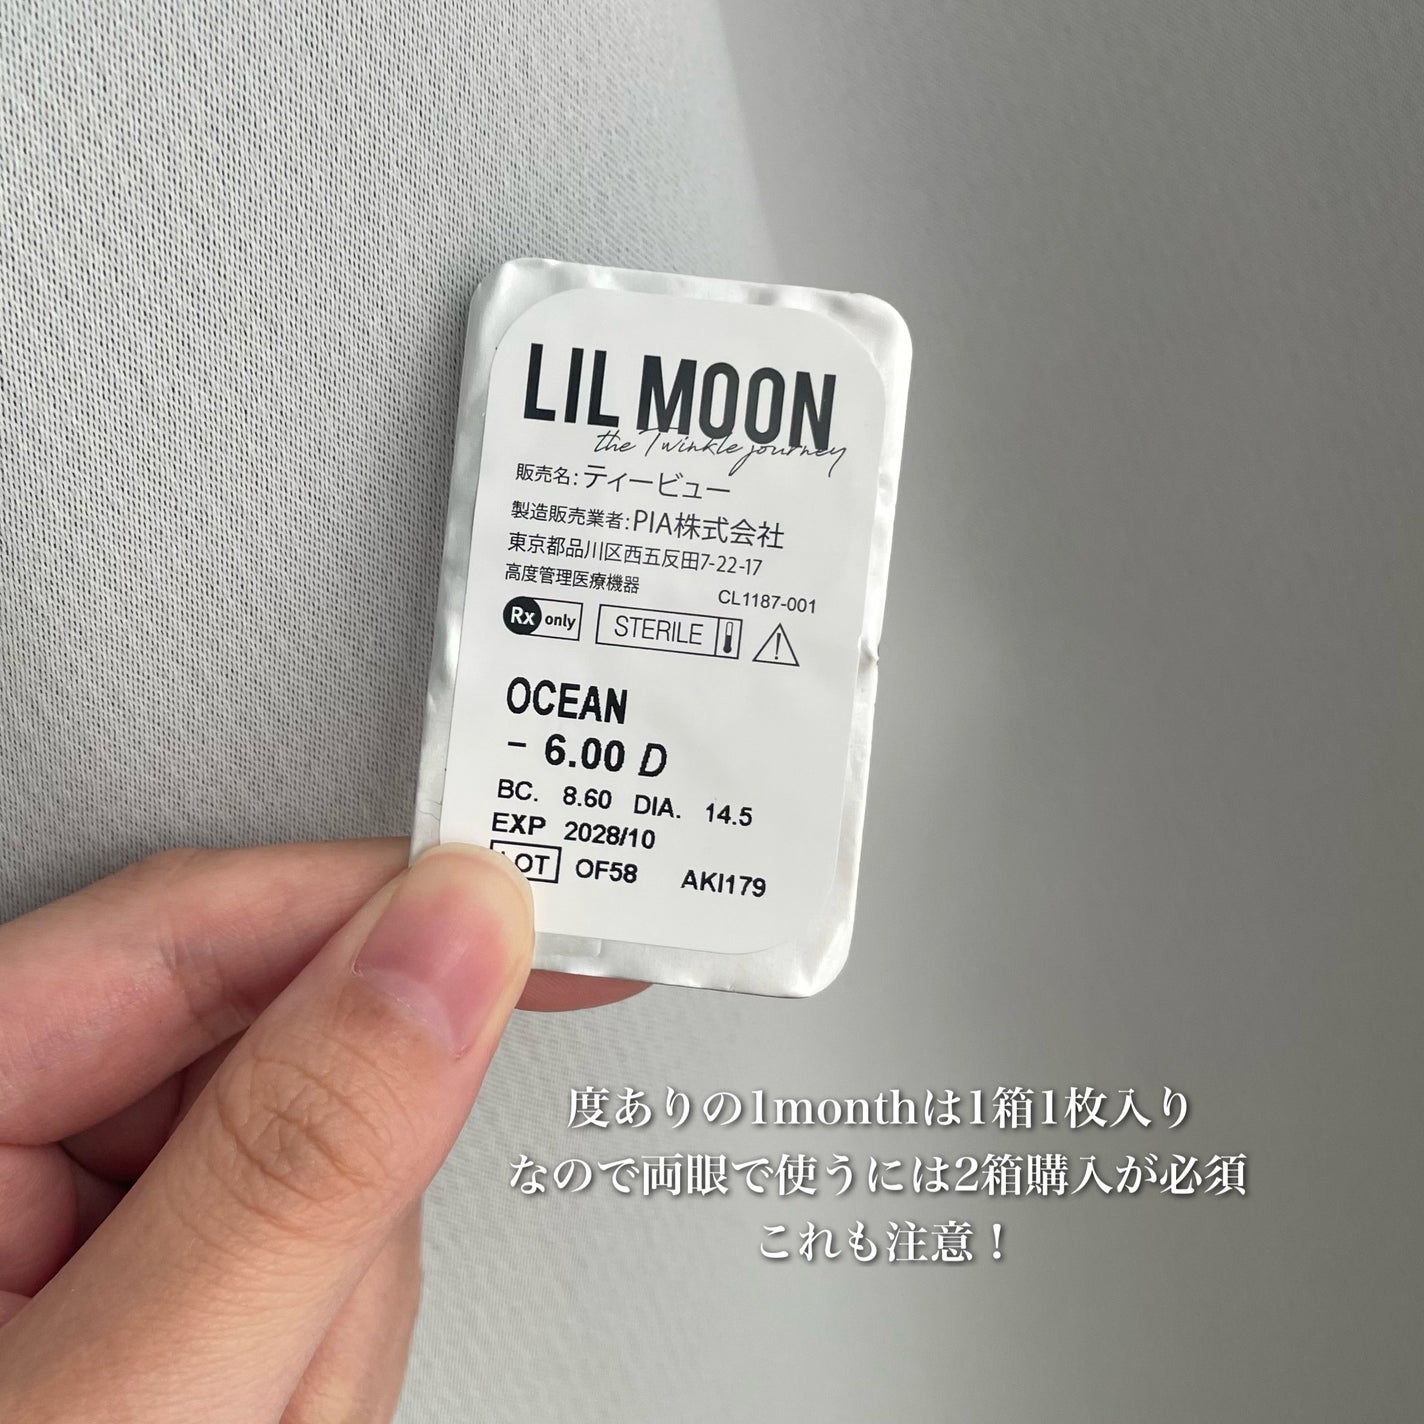 LIL MOON
the Twinkle journey
販売名:ティービュー
製造販売業者:PIA株式会社
東京都品川区西五反田7-22-17
高度管理医療機器 CL1187-001
Rx only STERILE
OCEAN
- 6.00 D
BC. 8.60 DIA. 14.5
EXP 2028/10
LOT OF58 AKI179
度ありの1monthは1箱1枚入り
なので両眼で使うには2箱購入が必須
これも注意！